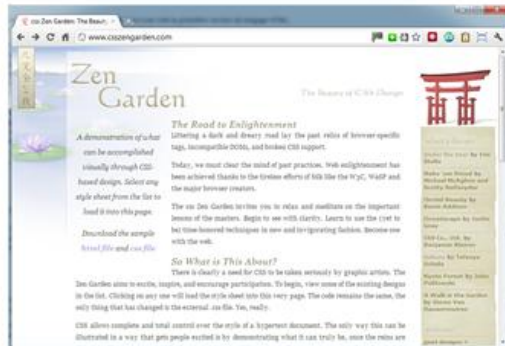 css Zen Garden: The Beauty
www.csszengarden.com
Zen
Garden
The Beauty of CSS Design
A demonstration of what
can be accomplished
visually through CSS-
based design. Select any
style sheet from the list to
load it into this page.
Download the sample
html file and css file
The Road to Enlightenment
Littering a dark and dreary road lay the past relics of browser-specific
tags, incompatible DOMs, and broken CSS support.
Today, we must clear the mind of past practices. Web enlightenment has
been achieved thanks to the tireless efforts of folk like the W3C, WaSP and
the major browser creators.
The css Zen Garden invites you to relax and meditate on the important
lessons of the masters. Begin to see with clarity. Learn to use the (yet to
be) time-honored techniques in new and invigorating fashion. Become one
with the web.
So What is This About?
There is clearly a need for CSS to be taken seriously by graphic artists. The
Zen Garden aims to excite, inspire, and encourage participation. To begin, view some of the existing designs
in the list. Clicking on any one will load the style sheet into this very page. The code remains the same, the
only thing that has changed is the external .css file. Yes, really.
CSS allows complete and total control over the style of a hypertext document. The only way this can be
illustrated in a way that gets people excited is by demonstrating what it can truly be, once the reins are